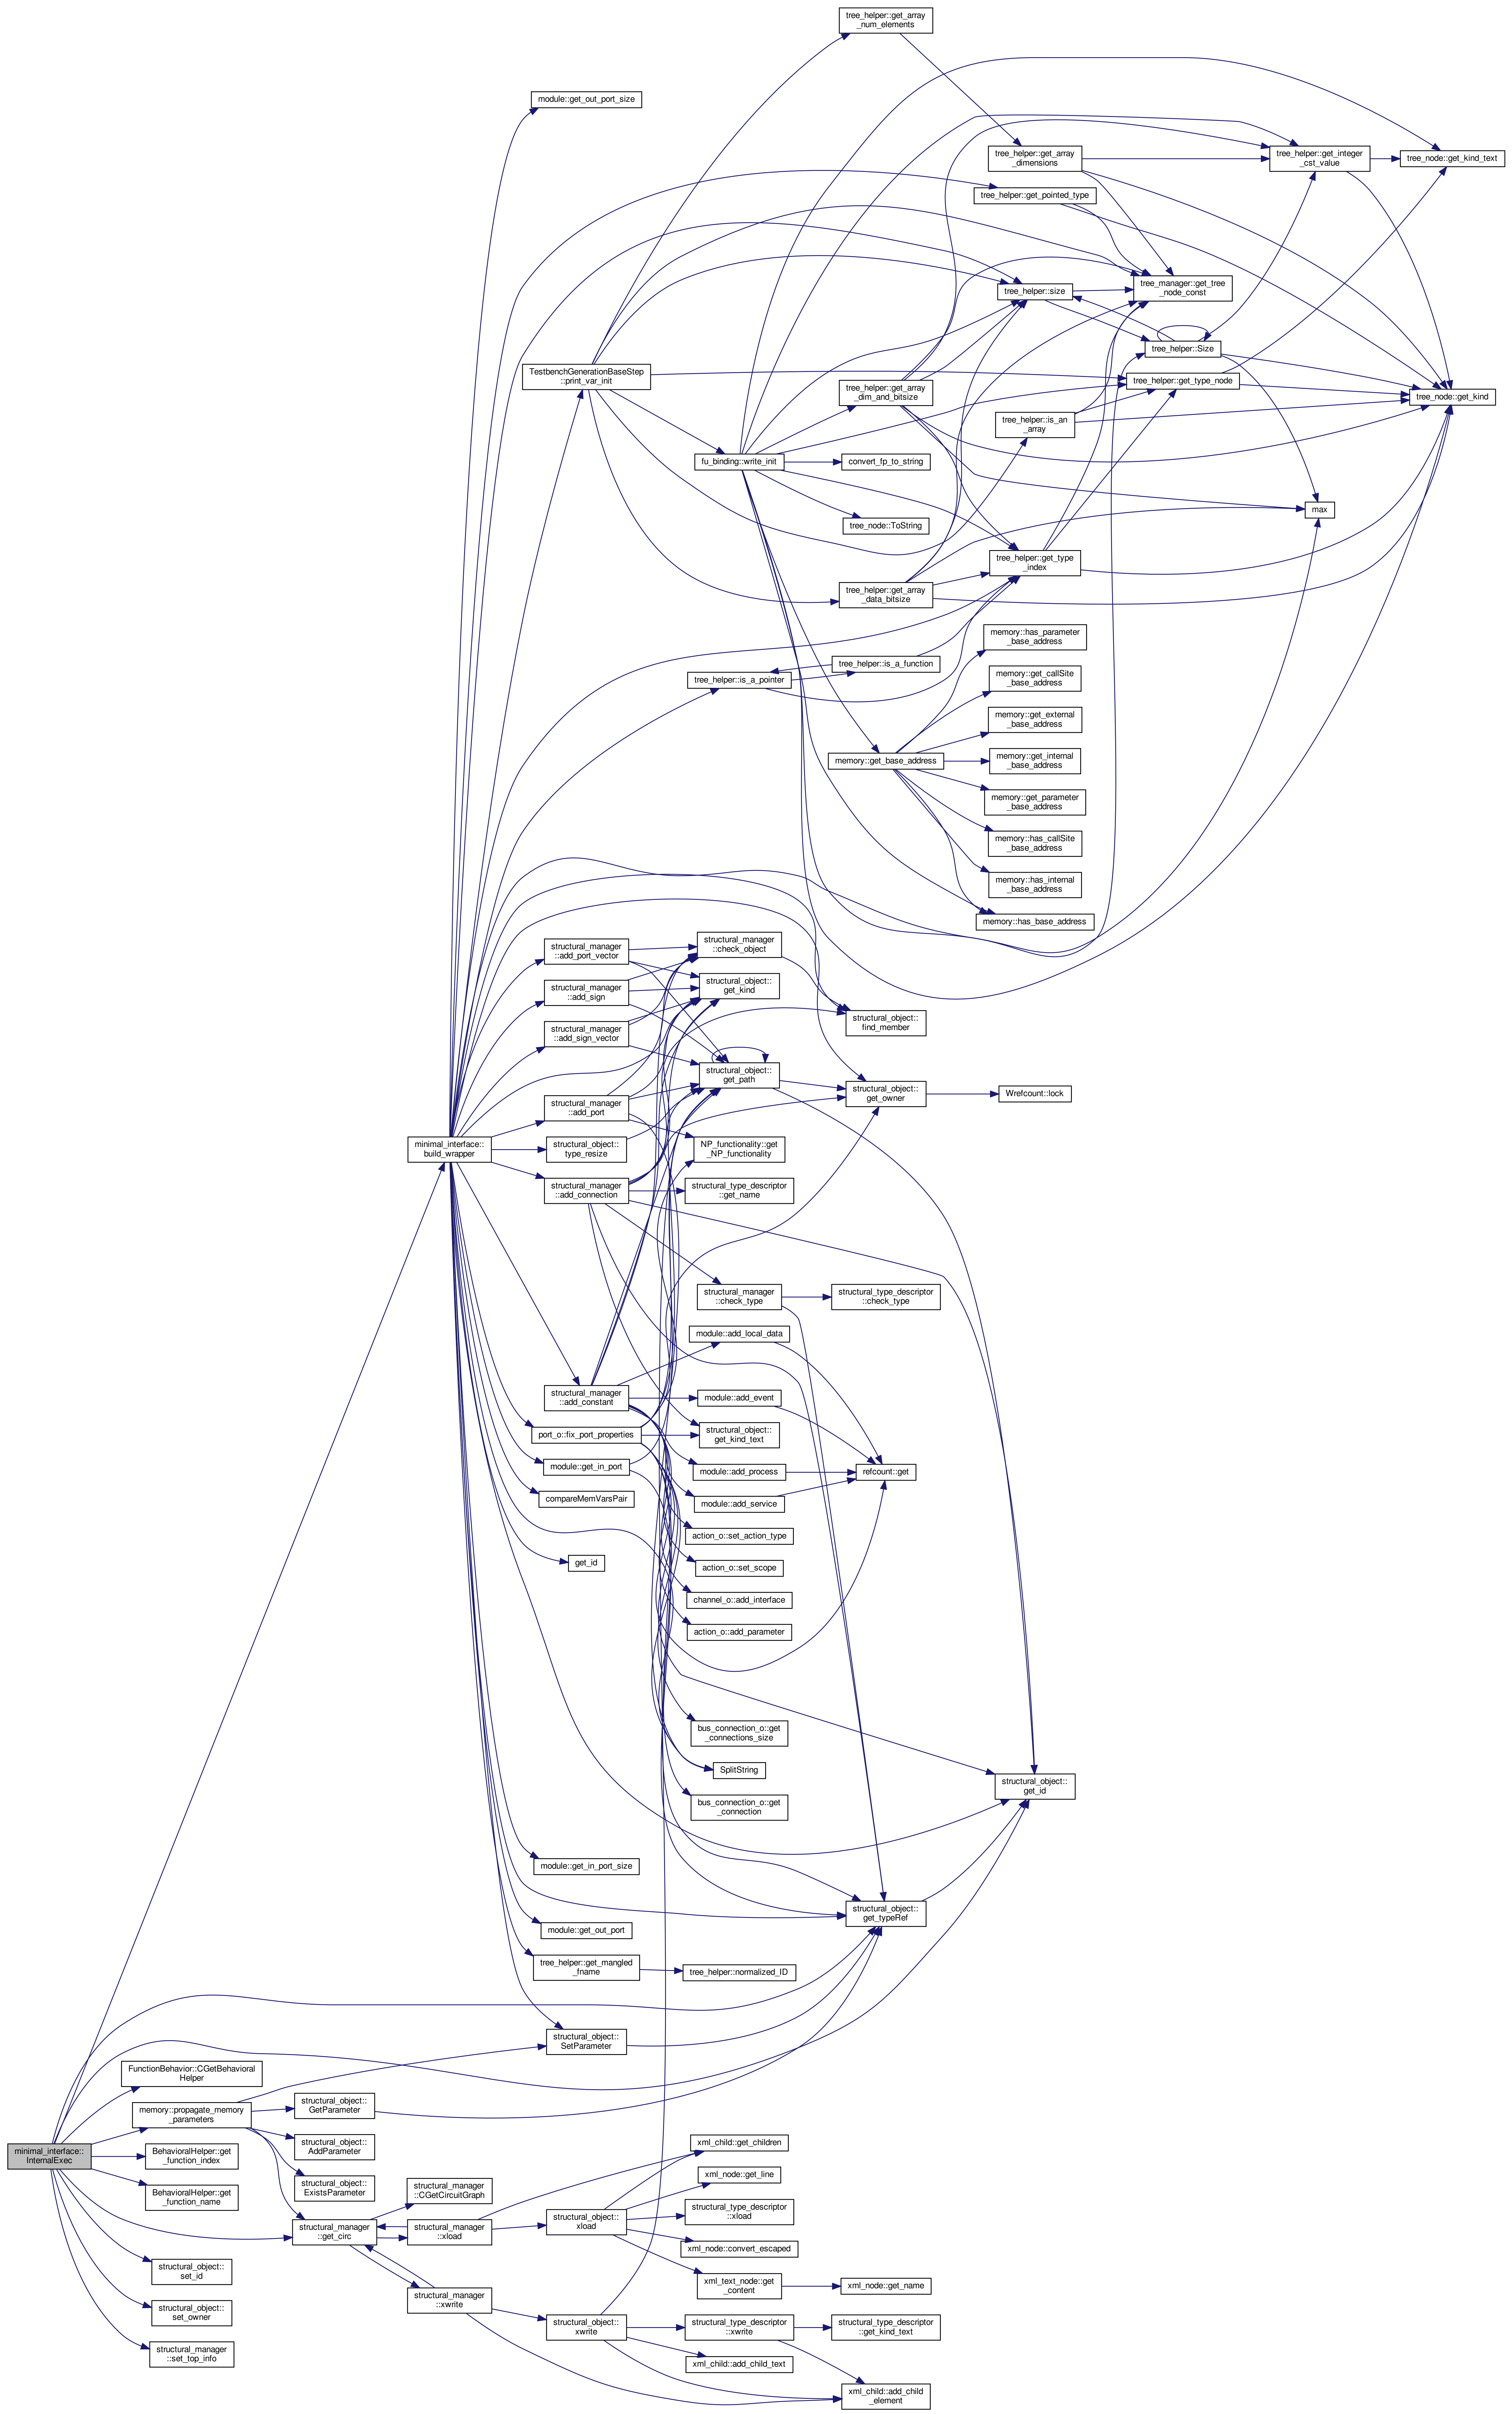 tree_helper::get_array
_num_elements
module::get_out_port_size
tree_helper::get_array
_dimensions
tree_helper::get_integer
_cst_value
tree_node::get_kind_text
tree_helper::get_pointed_type
tree_helper::size
tree_manager::get_tree
_node_const
tree_helper::Size
TestbenchGenerationBaseStep
::print_var_init
tree_helper::get_type_node
tree_helper::get_array
_dim_and_bitsize
tree_node::get_kind
tree_helper::is_an
_array
fu_binding::write_init
convert_fp_to_string
max
tree_node::ToString
tree_helper::get_type
_index
tree_helper::get_array
_data_bitsize
memory::has_parameter
_base_address
tree_helper::is_a_function
tree_helper::is_a_pointer
memory::get_callSite
_base_address
memory::get_external
_base_address
memory::get_base_address
memory::get_internal
_base_address
memory::get_parameter
_base_address
memory::has_callSite
_base_address
memory::has_internal
_base_address
memory::has_base_address
structural_manager
::add_port_vector
structural_manager
::check_object
structural_manager
::add_sign
structural_object::
get_kind
structural_manager
::add_sign_vector
structural_object::
find_member
structural_object::
get_path
structural_object::
get_owner
Wrefcount::lock
structural_manager
::add_port
minimal_interface::
build_wrapper
structural_object::
type_resize
NP_functionality::get
_NP_functionality
structural_manager
::add_connection
structural_type_descriptor
::get_name
structural_manager
::check_type
structural_type_descriptor
::check_type
module::add_local_data
structural_manager
::add_constant
module::add_event
port_o::fix_port_properties
structural_object::
get_kind_text
module::get_in_port
module::add_process
refcount::get
compareMemVarsPair
module::add_service
action_o::set_action_type
get_id
action_o::set_scope
channel_o::add_interface
action_o::add_parameter
bus_connection_o::get
_connections_size
SplitString
structural_object::
get_id
bus_connection_o::get
_connection
module::get_in_port_size
structural_object::
get_typeRef
module::get_out_port
tree_helper::get_mangled
_fname
tree_helper::normalized_ID
structural_object::
SetParameter
FunctionBehavior::CGetBehavioral
Helper
memory::propagate_memory
_parameters
structural_object::
GetParameter
minimal_interface::
InternalExec
BehavioralHelper::get
_function_index
structural_object::
AddParameter
xml_child::get_children
BehavioralHelper::get
_function_name
structural_object::
ExistsParameter
structural_manager
::CGetCircuitGraph
xml_node::get_line
structural_manager
::get_circ
structural_manager
::xload
structural_object::
xload
structural_type_descriptor
::xload
xml_node::convert_escaped
structural_object::
set_id
xml_text_node::get
_content
xml_node::get_name
structural_object::
set_owner
structural_manager
::xwrite
structural_object::
xwrite
structural_type_descriptor
::xwrite
structural_type_descriptor
::get_kind_text
structural_manager
::set_top_info
xml_child::add_child_text
xml_child::add_child
_element